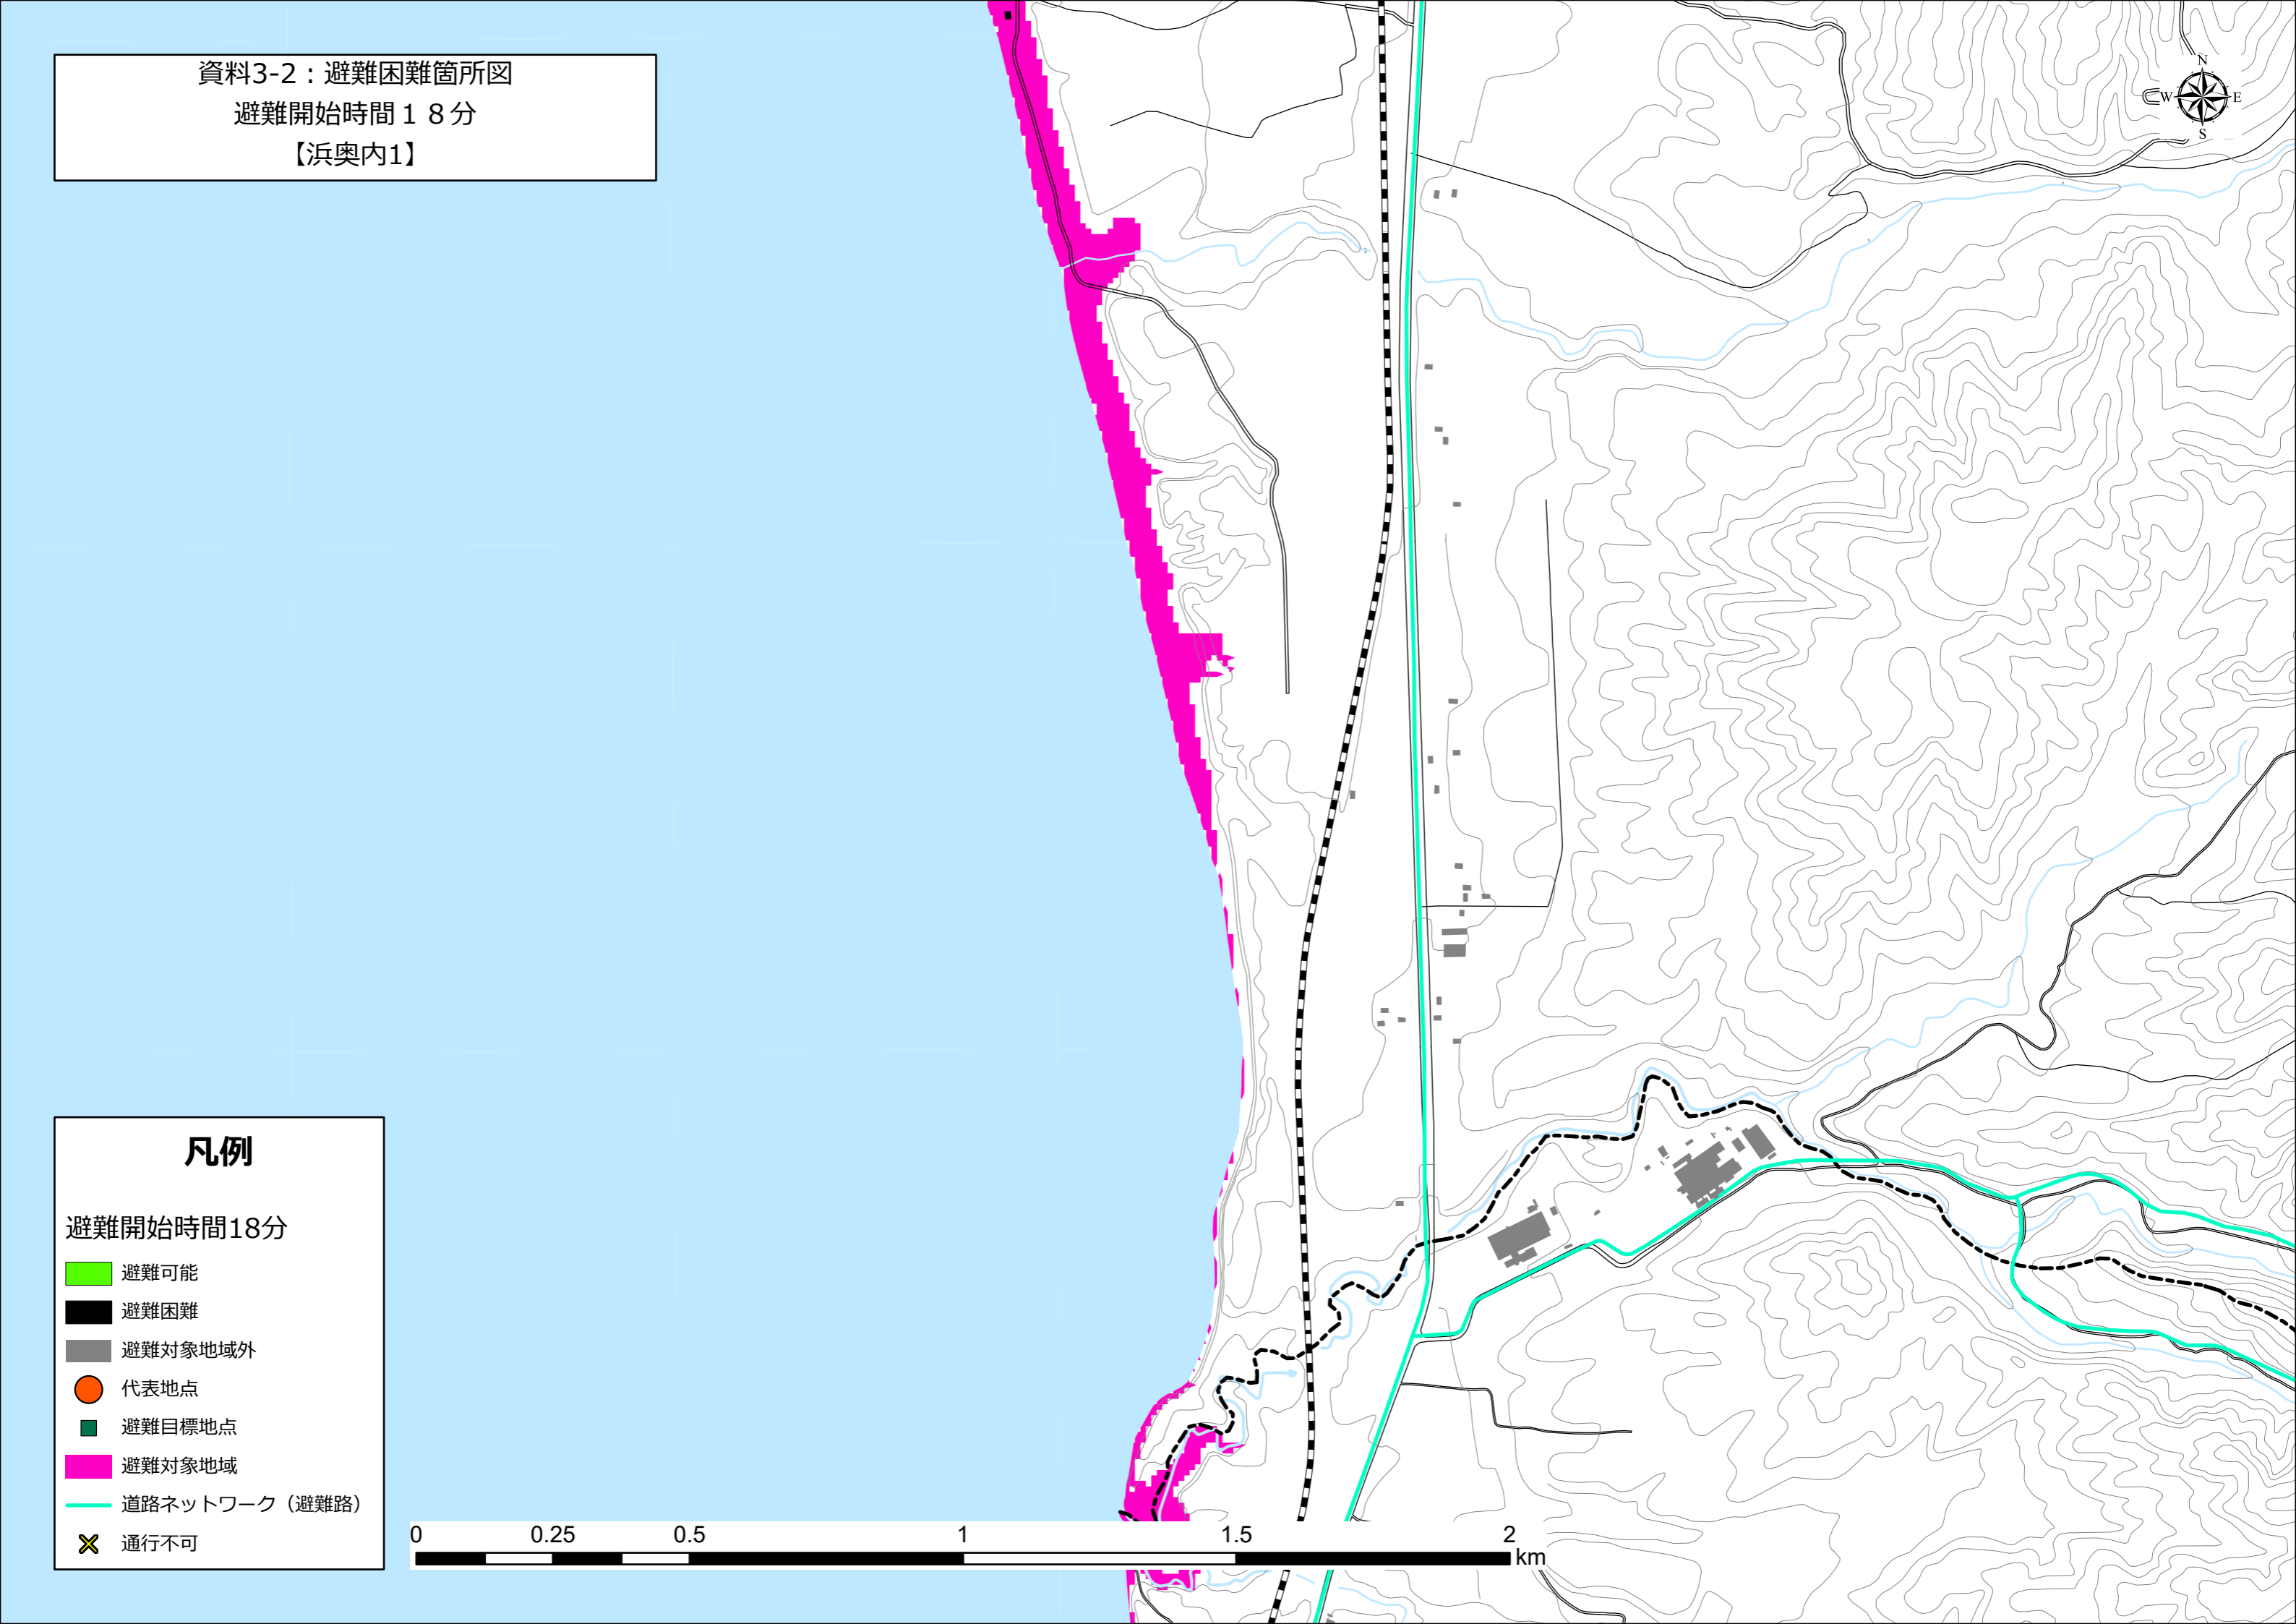 資料3-2：避難困難箇所図
避難開始時間１８分
【浜奥内1】
N
W
E
S
凡例
避難開始時間18分
避難可能
避難困難
避難対象地域外
代表地点
避難目標地点
避難対象地域
道路ネットワーク（避難路）
通行不可
0 0.25 0.5 1 1.5 2
km